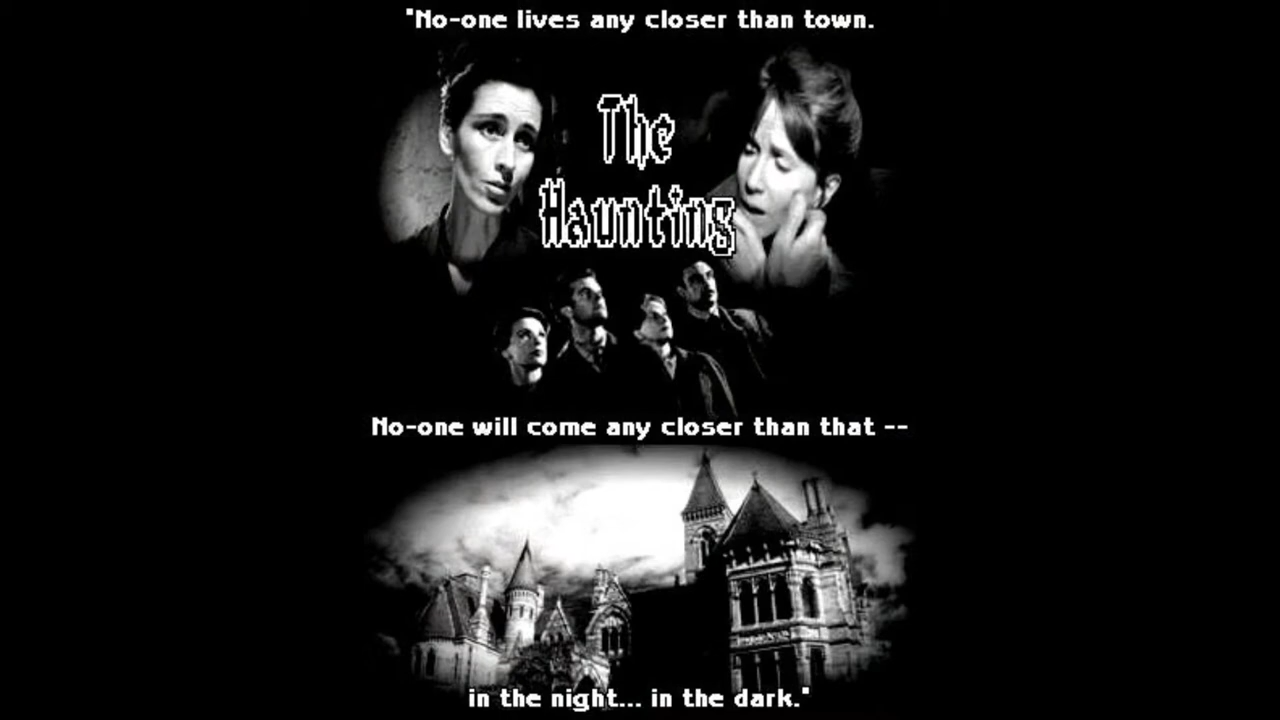 "No-one lives any closer than town.
The
Haunting
No-one will come any closer than that --
in the night... in the dark."